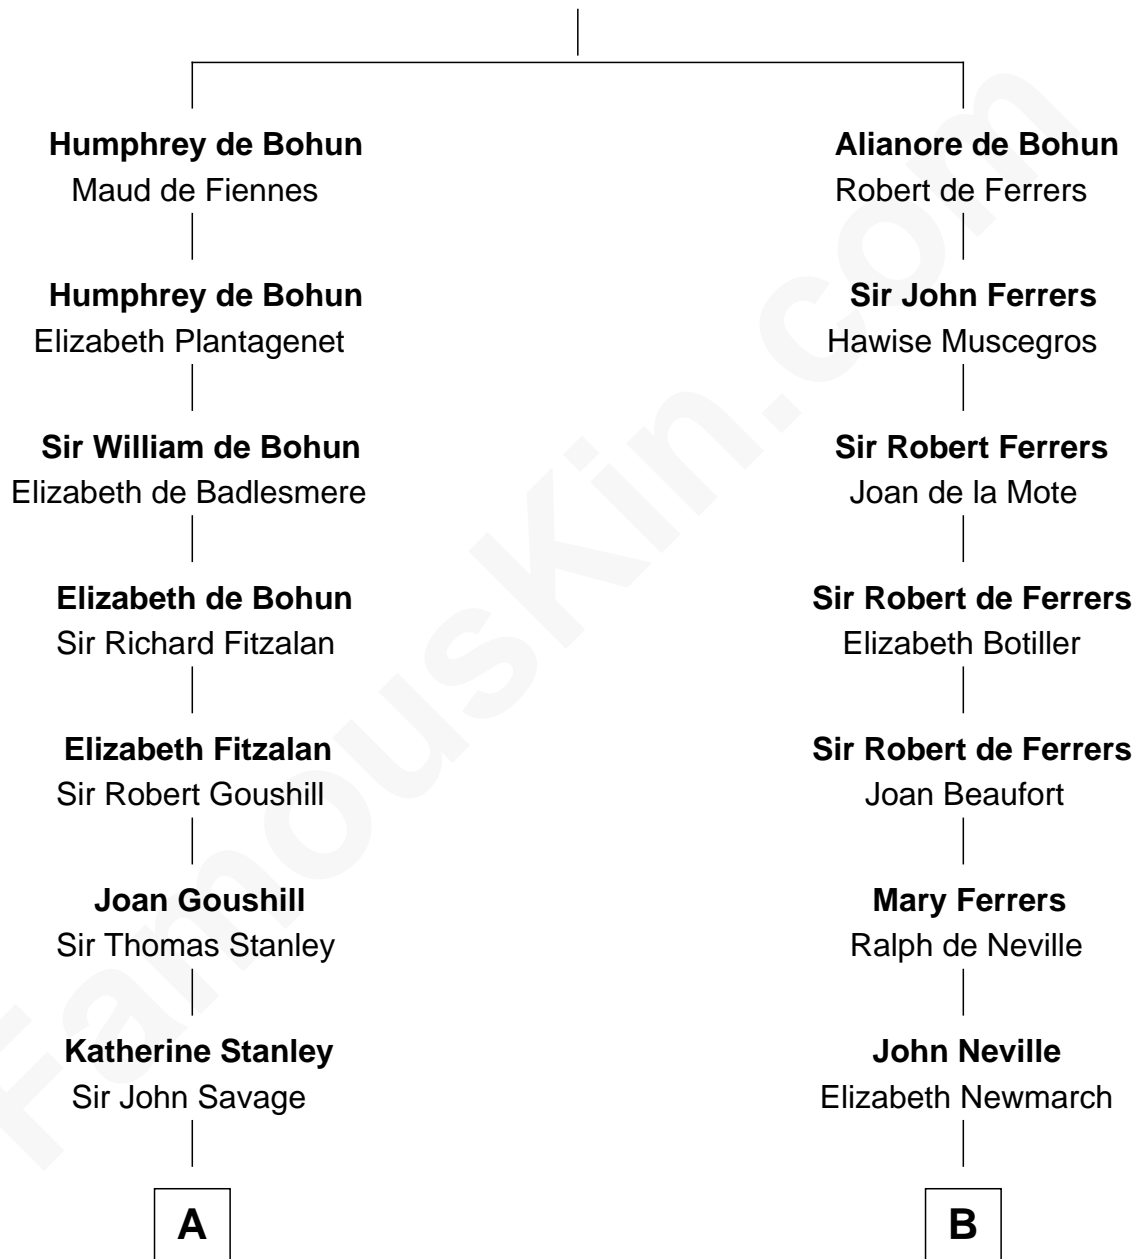 Humphrey de Bohun
Maud de Fiennes
Humphrey de Bohun
Elizabeth Plantagenet
Sir William de Bohun
Elizabeth de Badlesmere
Elizabeth de Bohun
Sir Richard Fitzalan
Elizabeth Fitzalan
Sir Robert Goushill
Joan Goushill
Sir Thomas Stanley
Katherine Stanley
Sir John Savage
A
Alianore de Bohun
Robert de Ferrers
Sir John Ferrers
Hawise Muscegros
Sir Robert Ferrers
Joan de la Mote
Sir Robert de Ferrers
Elizabeth Botiller
Sir Robert de Ferrers
Joan Beaufort
Mary Ferrers
Ralph de Neville
John Neville
Elizabeth Newmarch
B
FamousKin.com